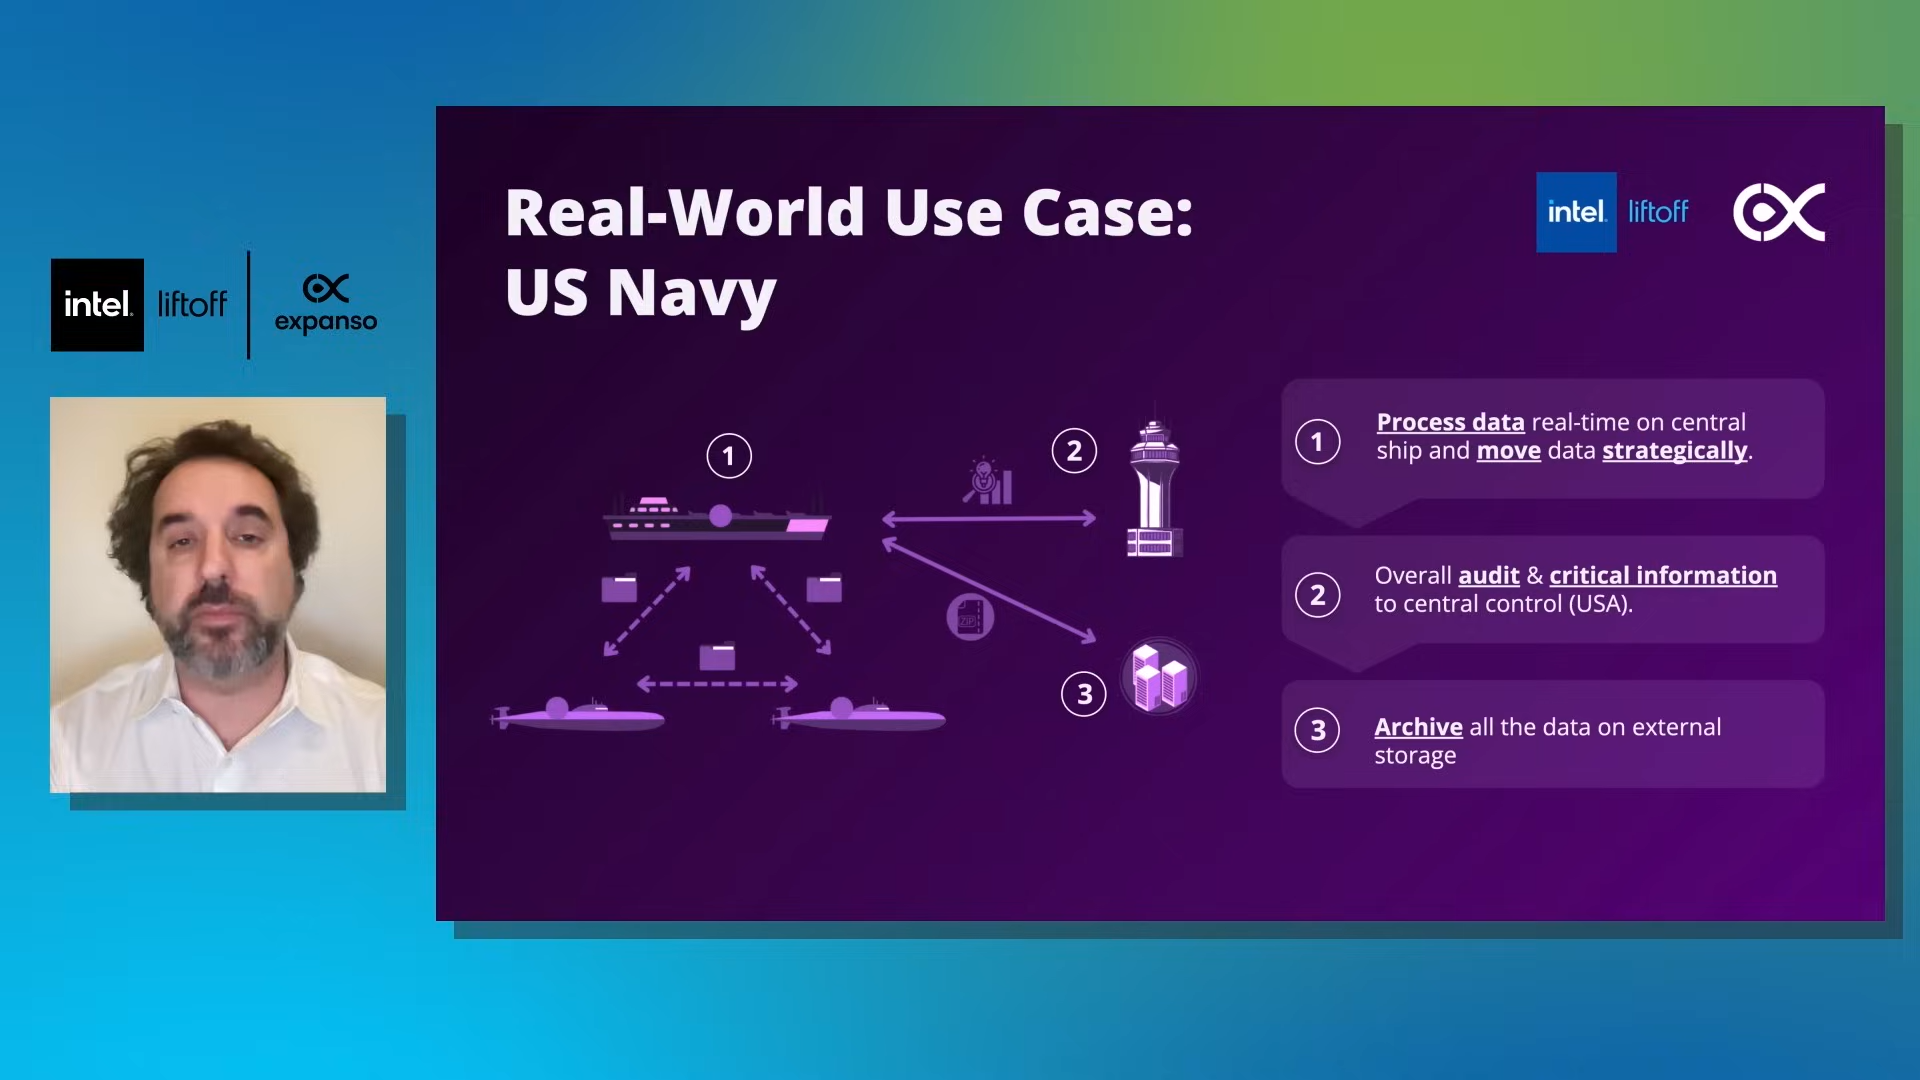 intel. liftoff
expanso
Real-World Use Case:
US Navy
intel. liftoff
1
2
ZIP
3
1
Process data real-time on central
ship and move data strategically.
2
Overall audit & critical information
to central control (USA).
3
Archive all the data on external
storage